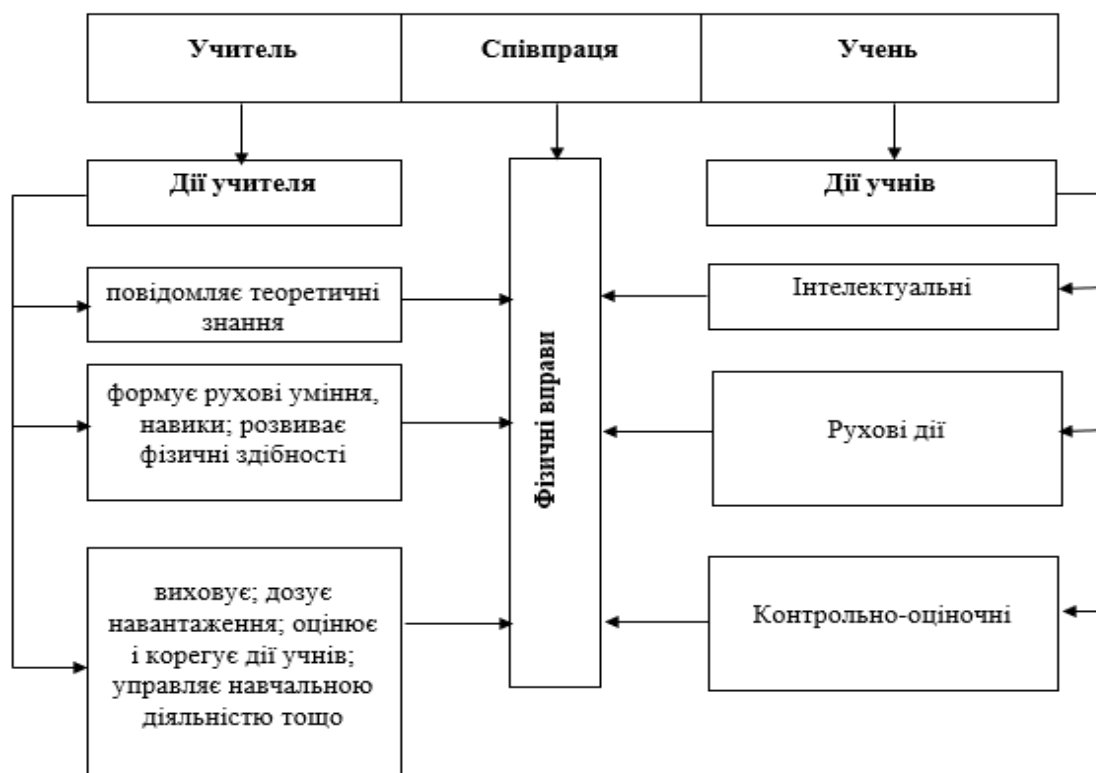 Учитель
Співпраця
Учень
Дії учителя
Дії учнів
повідомляє теоретичні
знання
Інтелектуальні
формує рухові уміння,
навики; розвиває
фізичні здібності
Фізичні вправи
Рухові дії
виховує; дозує
навантаження; оцінює
і корегує дії учнів;
управляє навчальною
діяльністю тощо
Контрольно-оціночні